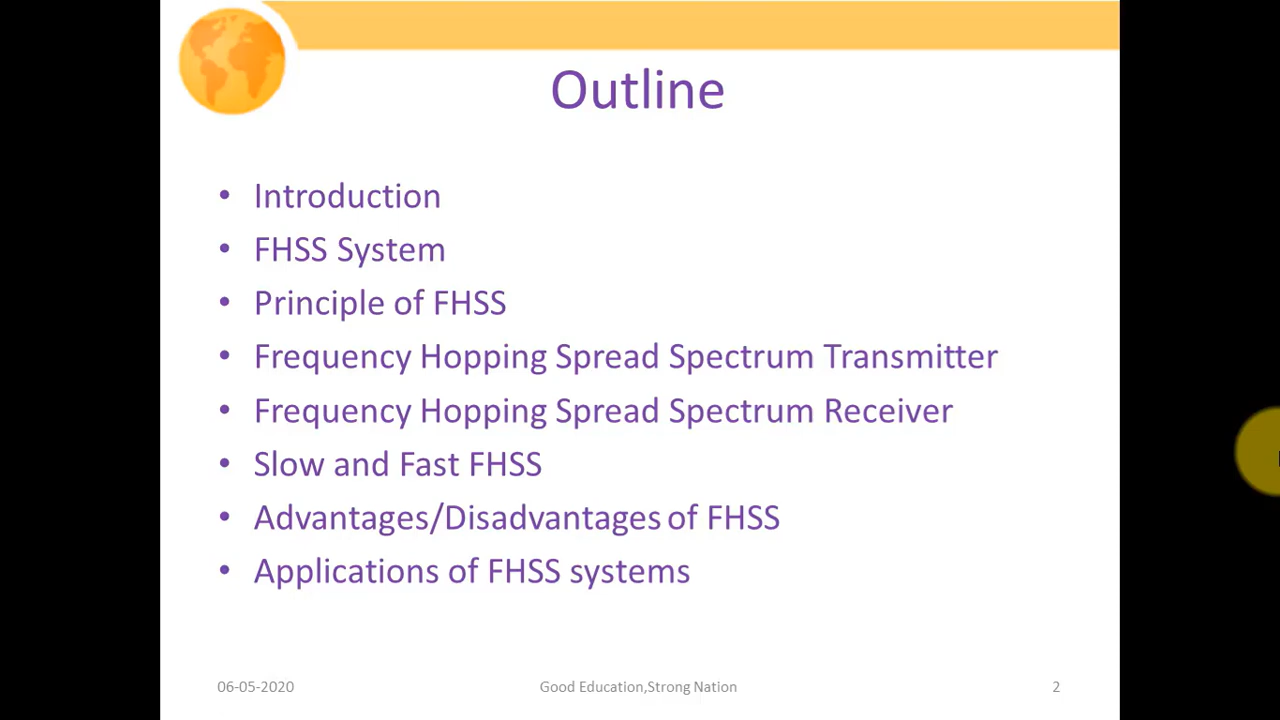 Outline
• Introduction
• FHSS System
• Principle of FHSS
• Frequency Hopping Spread Spectrum Transmitter
• Frequency Hopping Spread Spectrum Receiver
• Slow and Fast FHSS
• Advantages/Disadvantages of FHSS
• Applications of FHSS systems
06-05-2020
Good Education,Strong Nation
2